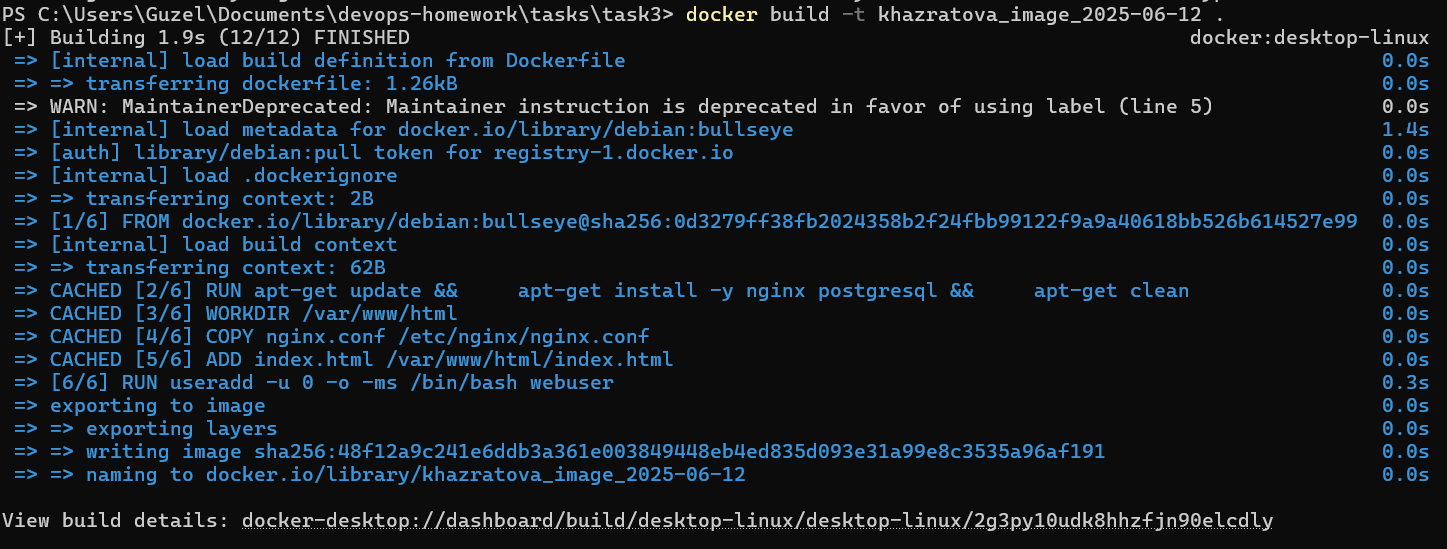 PS C:\Users\Guzel\Documents\devops-homework\tasks\task3> docker build -t khazratova_image_2025-06-12 .
[+] Building 1.9s (12/12) FINISHED docker:desktop-linux
=> [internal] load build definition from Dockerfile 0.0s
=> => transferring dockerfile: 1.26kB 0.0s
=> WARN: MaintainerDeprecated: Maintainer instruction is deprecated in favor of using label (line 5) 0.0s
=> [internal] load metadata for docker.io/library/debian:bullseye 1.4s
=> [auth] library/debian:pull token for registry-1.docker.io 0.0s
=> [internal] load .dockerignore 0.0s
=> => transferring context: 2B 0.0s
=> [1/6] FROM docker.io/library/debian:bullseye@sha256:0d3279ff38fb2024358b2f24fbb99122f9a9a40618bb526b614527e99 0.0s
=> [internal] load build context 0.0s
=> => transferring context: 62B 0.0s
=> CACHED [2/6] RUN apt-get update &&     apt-get install -y nginx postgresql &&     apt-get clean 0.0s
=> CACHED [3/6] WORKDIR /var/www/html 0.0s
=> CACHED [4/6] COPY nginx.conf /etc/nginx/nginx.conf 0.0s
=> CACHED [5/6] ADD index.html /var/www/html/index.html 0.0s
=> [6/6] RUN useradd -u 0 -o -ms /bin/bash webuser 0.3s
=> exporting to image 0.0s
=> => exporting layers 0.0s
=> => writing image sha256:48f12a9c241e6ddb3a361e003849448eb4ed835d093e31a99e8c3535a96af191 0.0s
=> => naming to docker.io/library/khazratova_image_2025-06-12 0.0s
View build details: docker-desktop://dashboard/build/desktop-linux/desktop-linux/2g3py10udk8hhzfjn90elcdly